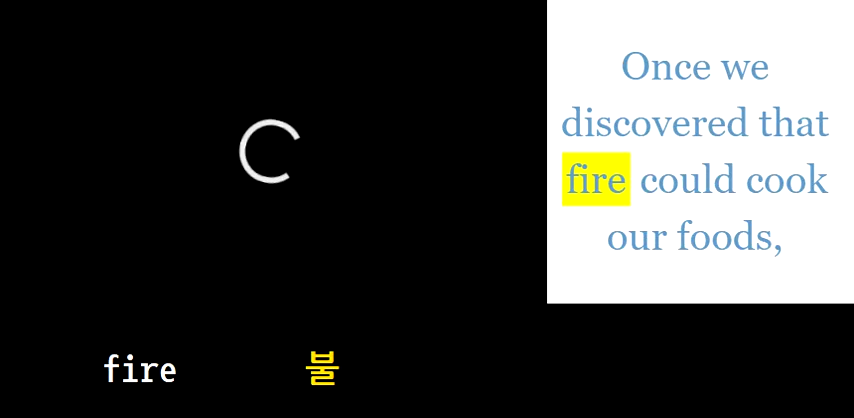 Once we
discovered that
fire could cook
our foods,
fire 불